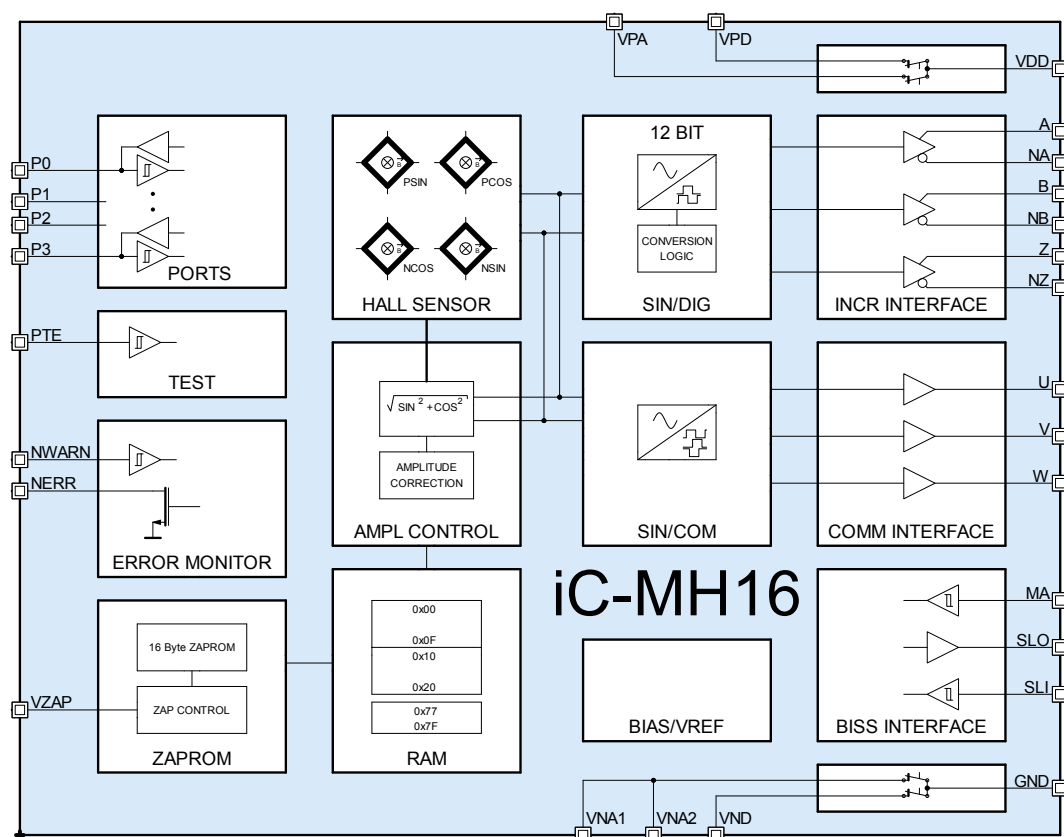 VPA
VPD
VDD
P0
P1
P2
P3
PORTS
PSIN
PCOS
B
B
NCOS
NSIN
B
B
HALL SENSOR
12 BIT
CONVERSION
LOGIC
SIN/DIG
A
NA
B
NB
Z
NZ
INCR INTERFACE
PTE
TEST
√SIN² +COS²
AMPLITUDE
CORRECTION
AMPL CONTROL
SIN/COM
U
V
W
COMM INTERFACE
NWARN
NERR
ERROR MONITOR
iC-MH16
16 Byte ZAPROM
ZAP CONTROL
VZAP
ZAPROM
0x00
0x0F
0x10
0x20
0x77
0x7F
RAM
BIAS/VREF
MA
SLO
SLI
BISS INTERFACE
GND
VNA1
VNA2
VND